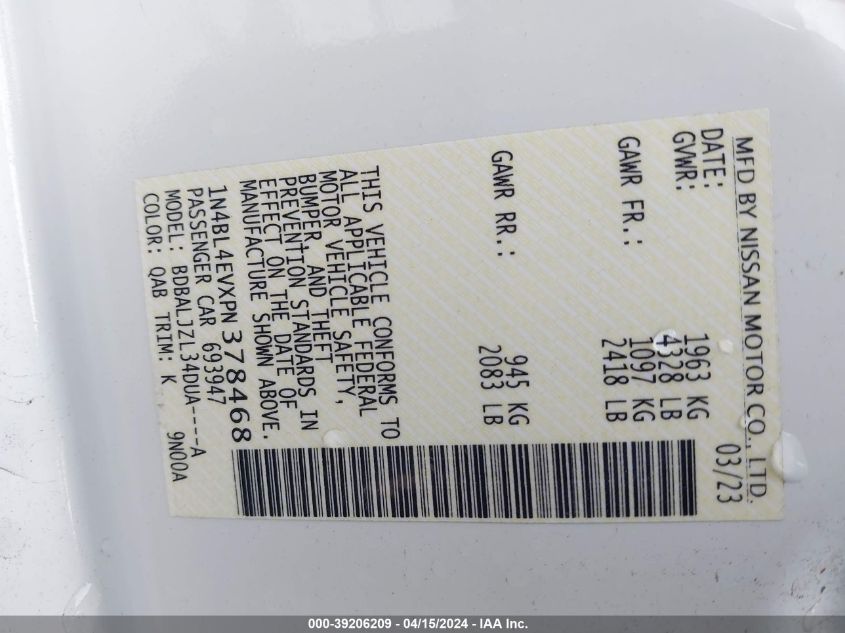 MFD BY NISSAN MOTOR CO., LTD.
DATE: 03/23
GVWR: 1963 KG
4328 LB
GAWR FR.: 1097 KG
2418 LB
GAWR RR.: 945 KG
2083 LB
THIS VEHICLE CONFORMS TO
ALL APPLICABLE FEDERAL
MOTOR VEHICLE SAFETY,
BUMPER, AND THEFT
PREVENTION STANDARDS IN
EFFECT ON THE DATE OF
MANUFACTURE SHOWN ABOVE.
1N4BL4EVXPN378468
PASSENGER CAR 693947
MODEL: BDBALJZL34DUA----A
COLOR: QAB TRIM: K 9N00A
000-39206209 - 04/15/2024 - IAA Inc.